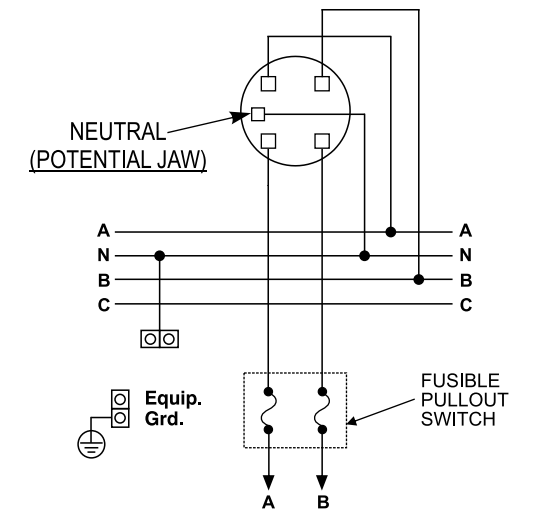 NEUTRAL
(POTENTIAL JAW)
A A
N N
B B
C C
Equip.
Grd.
FUSIBLE
PULLOUT
SWITCH
A B